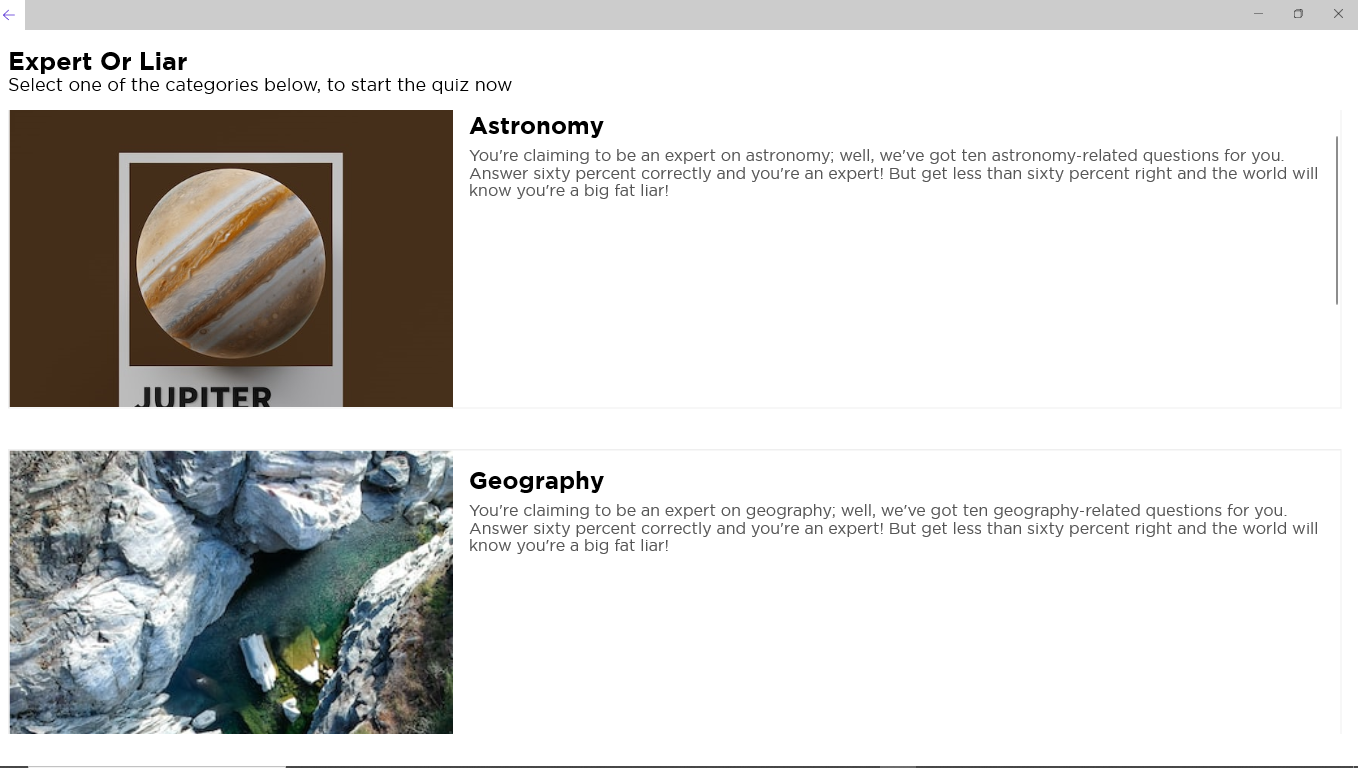 Expert Or Liar
Select one of the categories below, to start the quiz now
Astronomy
You're claiming to be an expert on astronomy; well, we've got ten astronomy-related questions for you.
Answer sixty percent correctly and you're an expert! But get less than sixty percent right and the world will
know you're a big fat liar!
JUPITER
Geography
You're claiming to be an expert on geography; well, we've got ten geography-related questions for you.
Answer sixty percent correctly and you're an expert! But get less than sixty percent right and the world will
know you're a big fat liar!